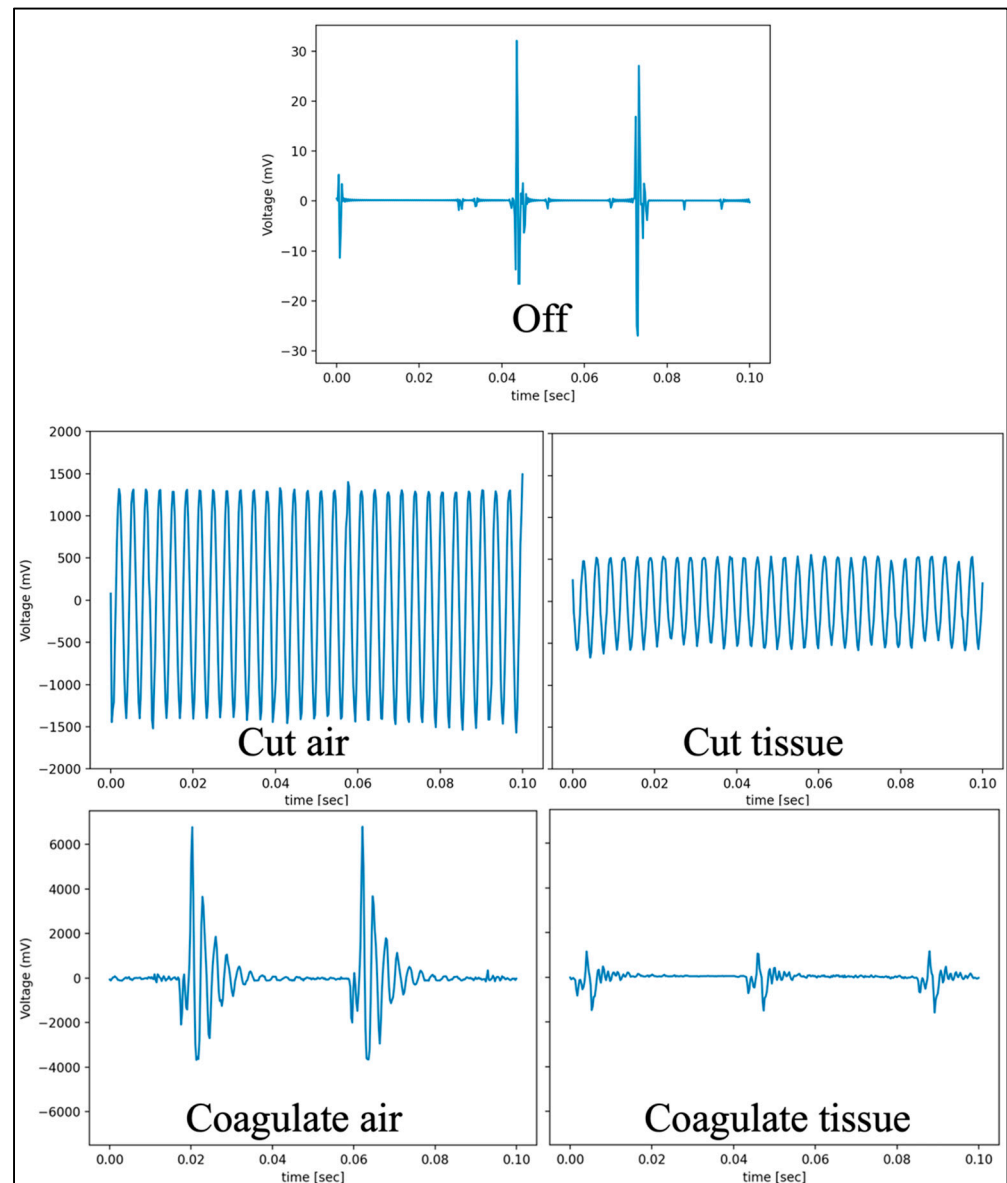 30
20
10
0
−10
−20
−30
Voltage (mV)
Off
0.00 0.02 0.04 0.06 0.08 0.10
time [sec]
2000
1500
1000
500
0
−500
−1000
−1500
−2000
Voltage (mV)
Cut air
0.00 0.02 0.04 0.06 0.08 0.10
time [sec]
Cut tissue
0.00 0.02 0.04 0.06 0.08 0.10
time [sec]
6000
4000
2000
0
−2000
−4000
−6000
Voltage (mV)
Coagulate air
0.00 0.02 0.04 0.06 0.08 0.10
time [sec]
Coagulate tissue
0.00 0.02 0.04 0.06 0.08 0.10
time [sec]